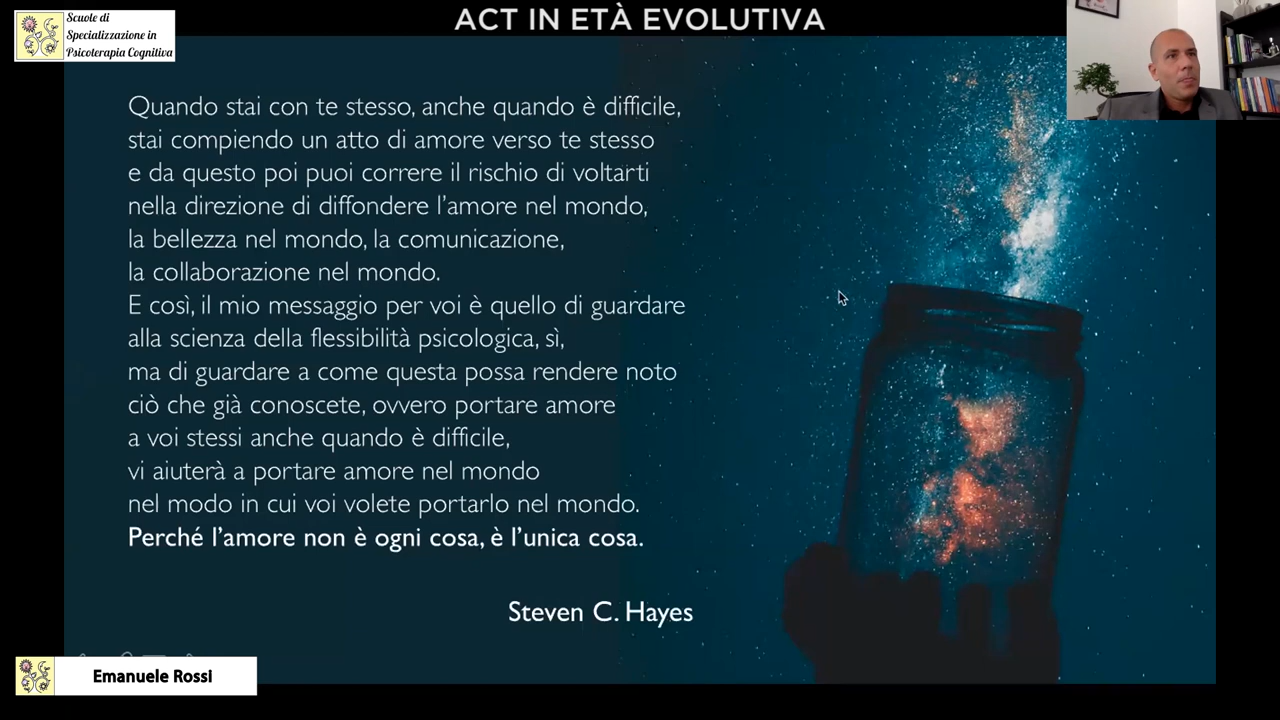 ACT IN ETÀ EVOLUTIVA
Scuole di
Specializzazione in
Psicoterapia Cognitiva
Quando stai con te stesso, anche quando è difficile,
stai compiendo un atto di amore verso te stesso
e da questo poi puoi correre il rischio di voltarti
nella direzione di diffondere l’amore nel mondo,
la bellezza nel mondo, la comunicazione,
la collaborazione nel mondo.
E così, il mio messaggio per voi è quello di guardare
alla scienza della flessibilità psicologica, sì,
ma di guardare a come questa possa rendere noto
ciò che già conoscete, ovvero portare amore
a voi stessi anche quando è difficile,
vi aiuterà a portare amore nel mondo
nel modo in cui voi volete portarlo nel mondo.
Perché l’amore non è ogni cosa, è l’unica cosa.
Steven C. Hayes
Emanuele Rossi